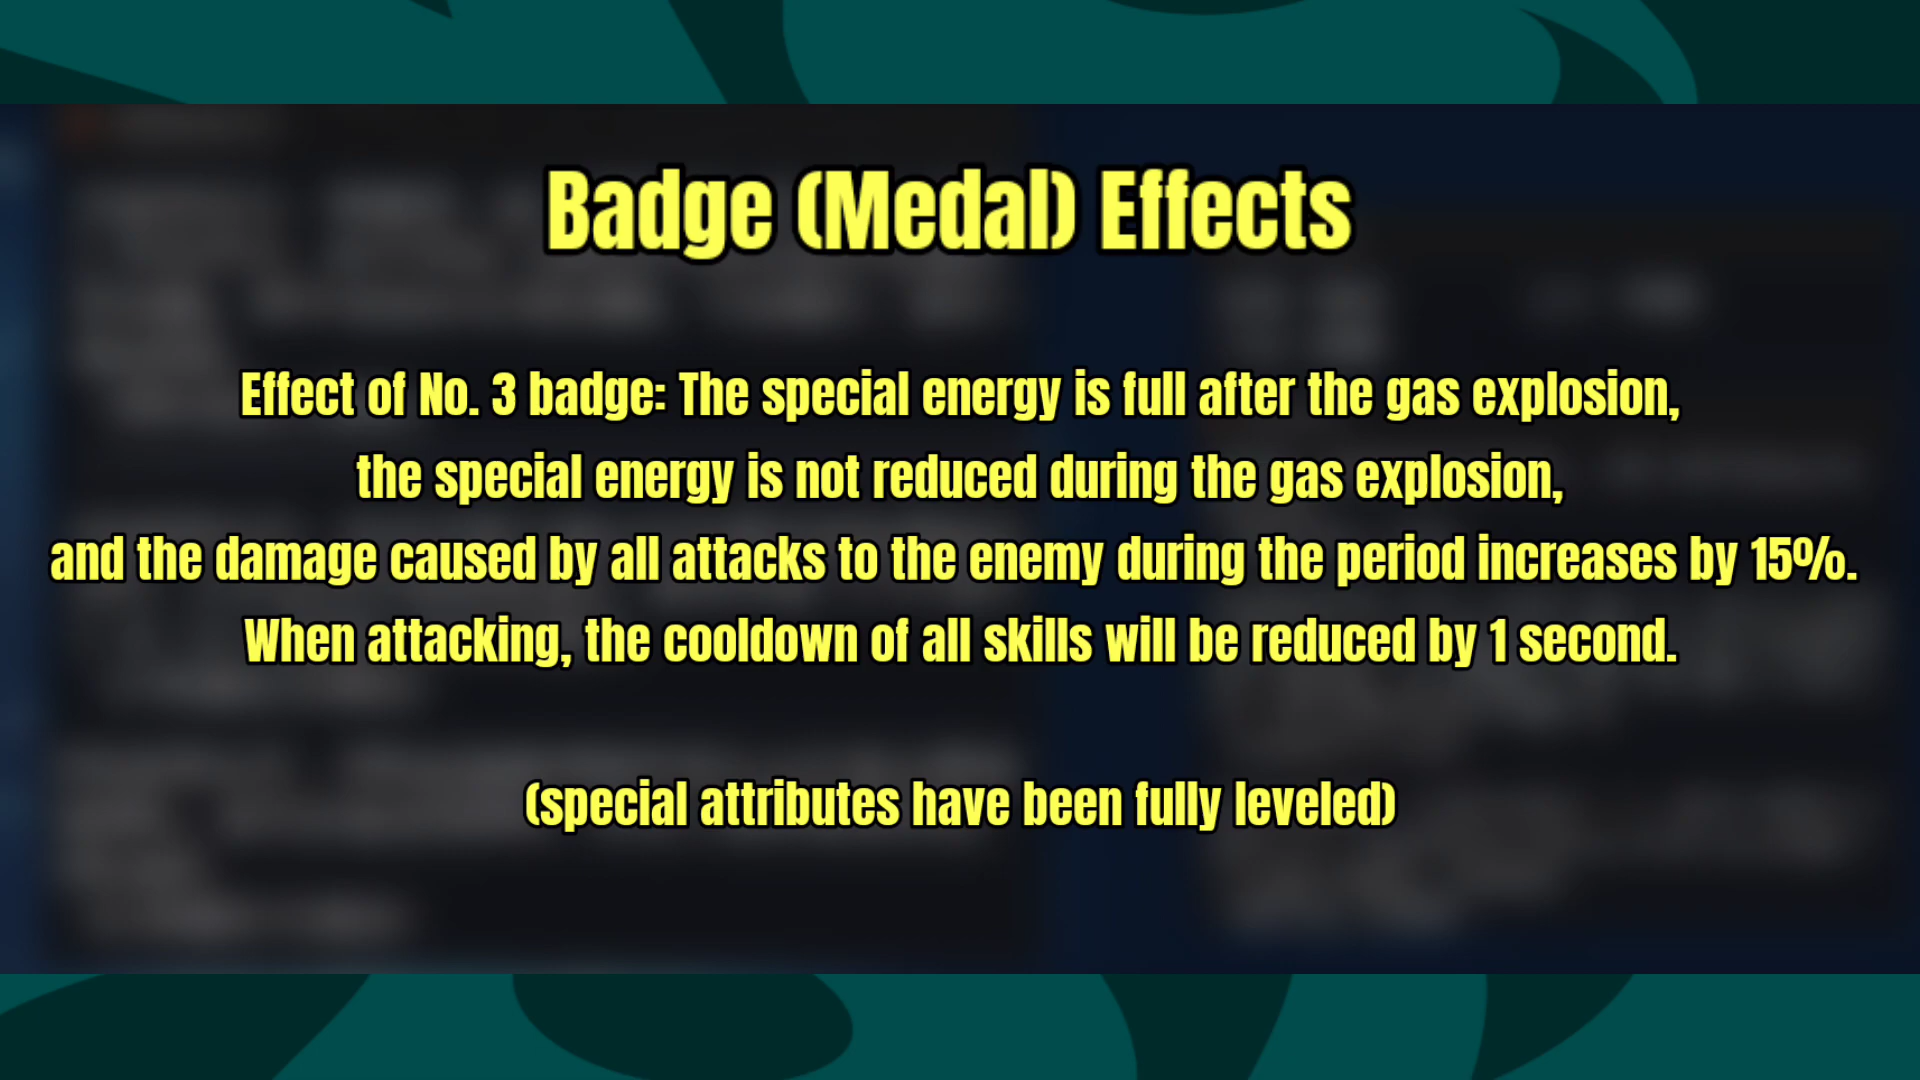 Badge (Medal) Effects
Effect of No. 3 badge: The special energy is full after the gas explosion,
the special energy is not reduced during the gas explosion,
and the damage caused by all attacks to the enemy during the period increases by 15%.
When attacking, the cooldown of all skills will be reduced by 1 second.
(special attributes have been fully leveled)